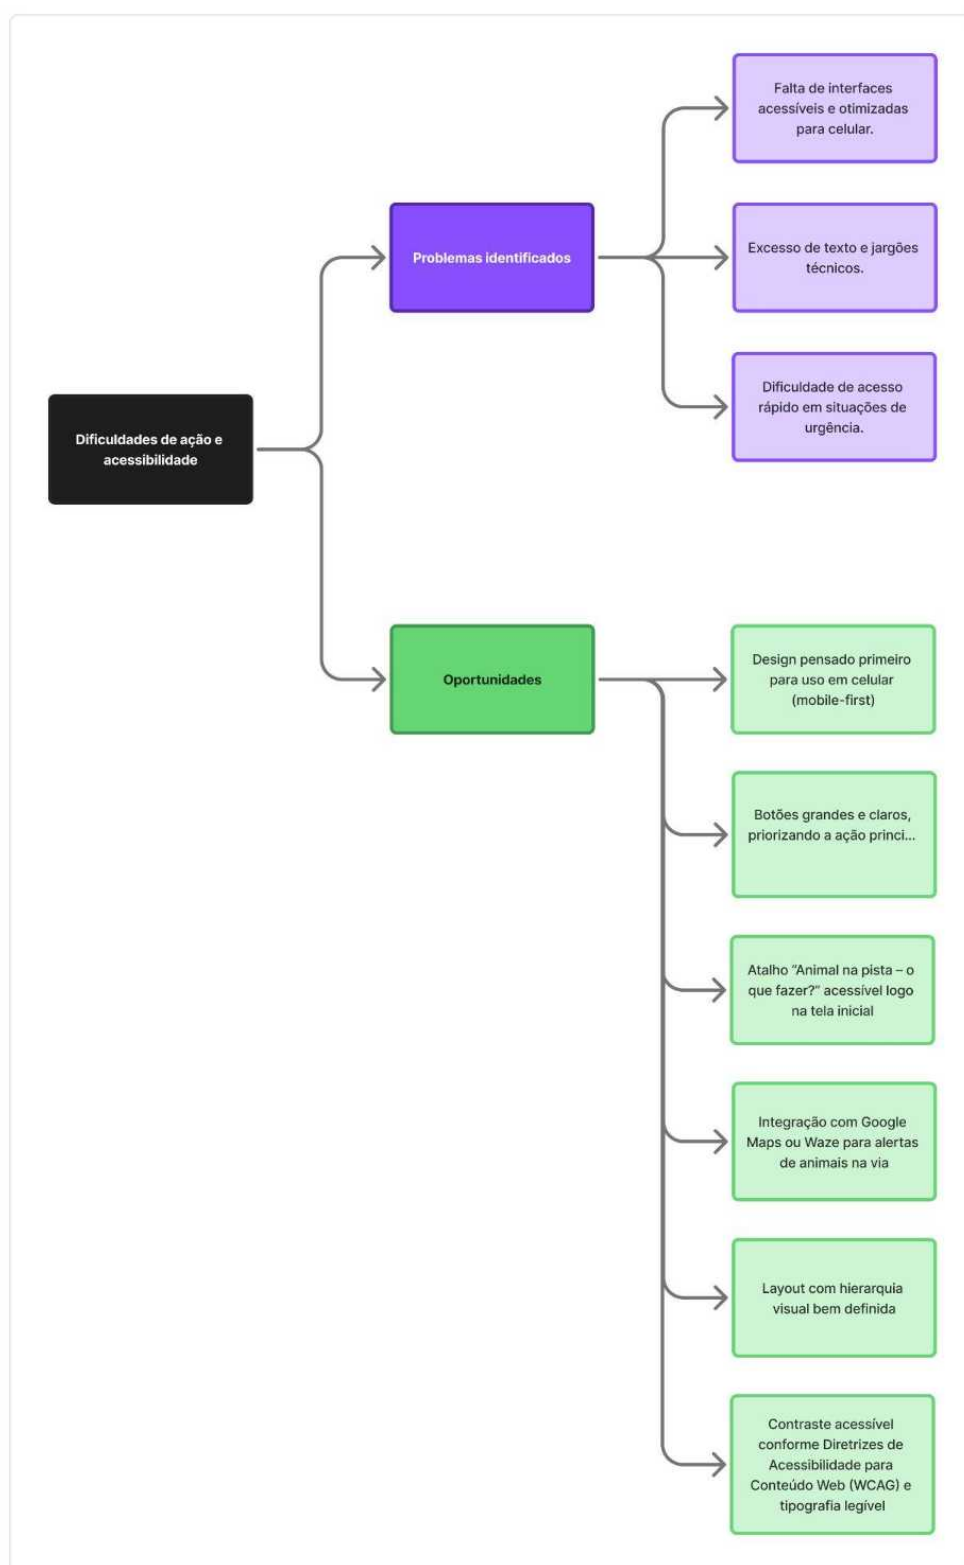 Falta de interfaces
acessíveis e otimizadas
para celular.
Problemas identificados
Excesso de texto e jargões
técnicos.
Dificuldade de acesso
rápido em situações de
urgência.
Dificuldades de ação e
acessibilidade
Oportunidades
Design pensado primeiro
para uso em celular
(mobile-first)
Botões grandes e claros,
priorizando a ação princi...
Atalho “Animal na pista – o
que fazer?” acessível logo
na tela inicial
Integração com Google
Maps ou Waze para alertas
de animais na via
Layout com hierarquia
visual bem definida
Contraste acessível
conforme Diretrizes de
Acessibilidade para
Conteúdo Web (WCAG) e
tipografia legível